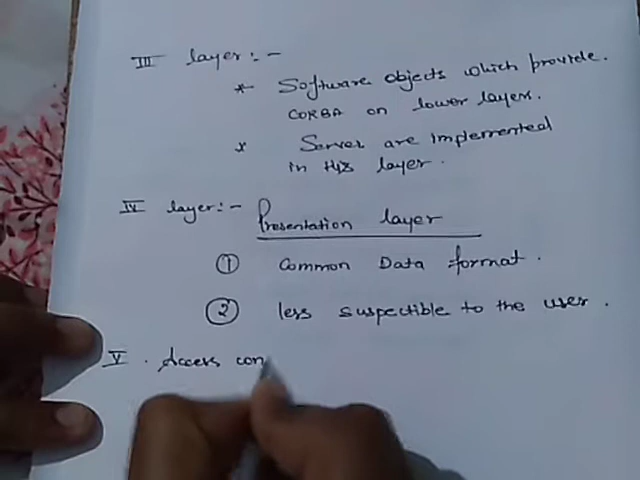 III layer:-
* Software objects which provide.
CORBA on lower layers.
* Server are implemented
in this layer.
IV layer:- Presentation layer
① Common Data format.
② less suspectible to the user.
V. Access con